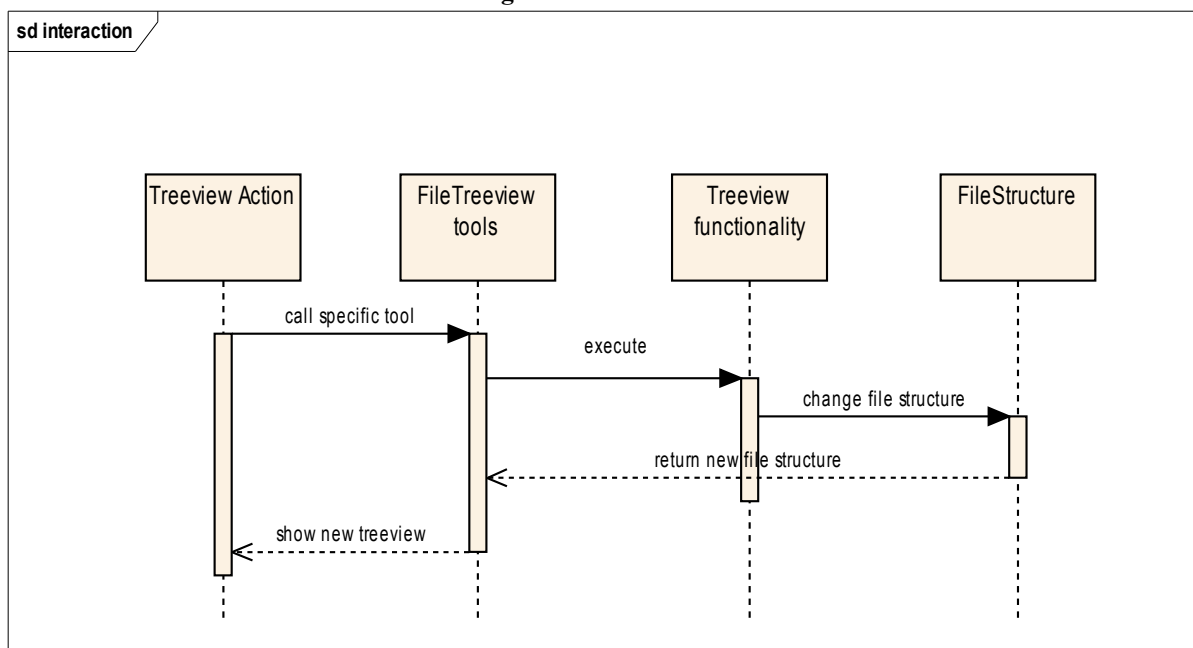 sd interaction
Treeview Action
FileTreeview
tools
Treeview
functionality
FileStructure
call specific tool
execute
change file structure
return new file structure
show new treeview